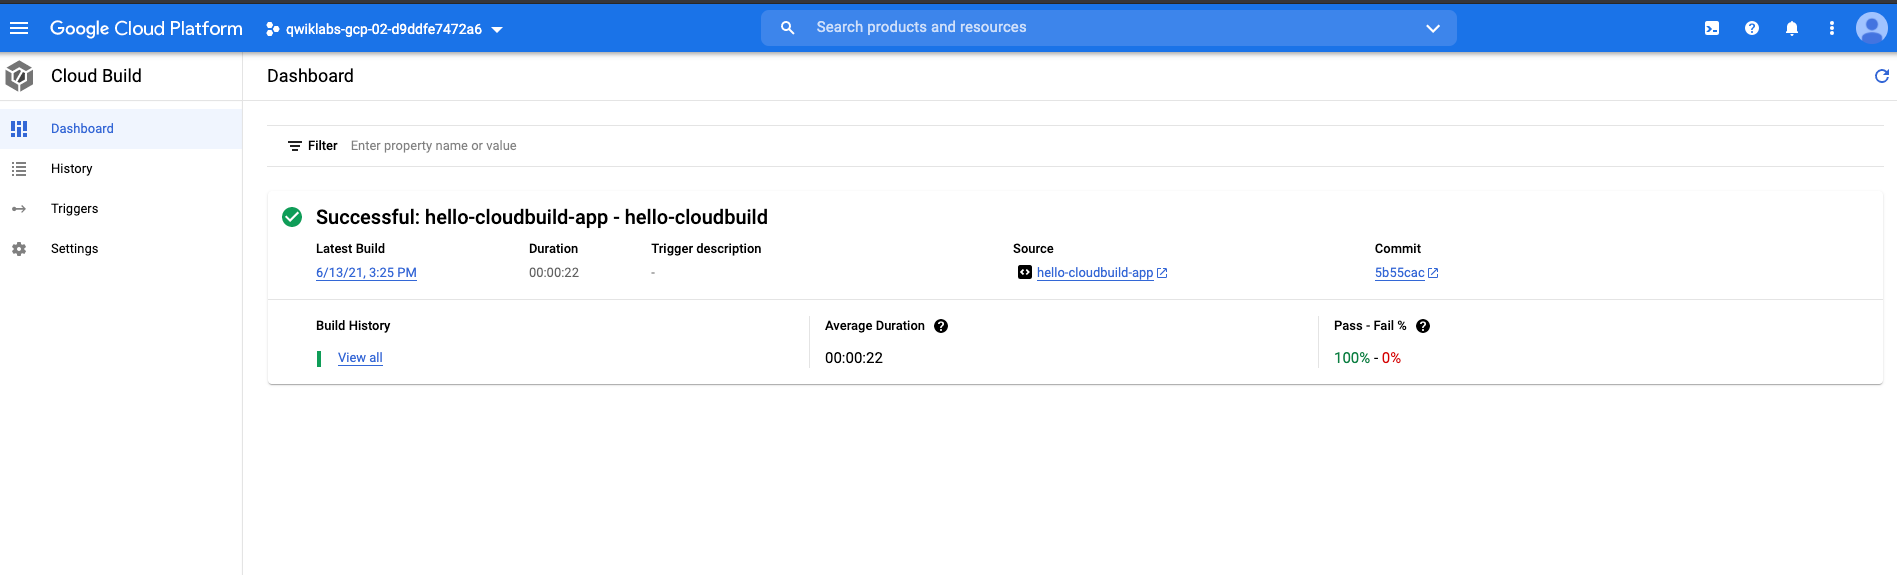 Google Cloud Platform
qwiklabs-gcp-02-d9ddfe7472a6
Search products and resources
Cloud Build
Dashboard
Dashboard
History
Triggers
Settings
Filter Enter property name or value
Successful: hello-cloudbuild-app - hello-cloudbuild
Latest Build Duration Trigger description Source Commit
6/13/21, 3:25 PM 00:00:22 - hello-cloudbuild-app 5b55cac
Build History Average Duration Pass - Fail %
View all 00:00:22 100% - 0%